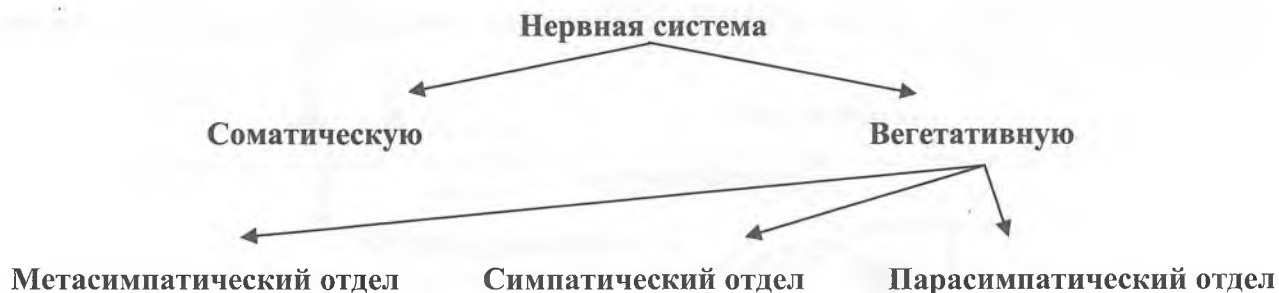 Нервная система
Соматическую Вегетативную
Метасимпатический отдел Симпатический отдел Парасимпатический отдел